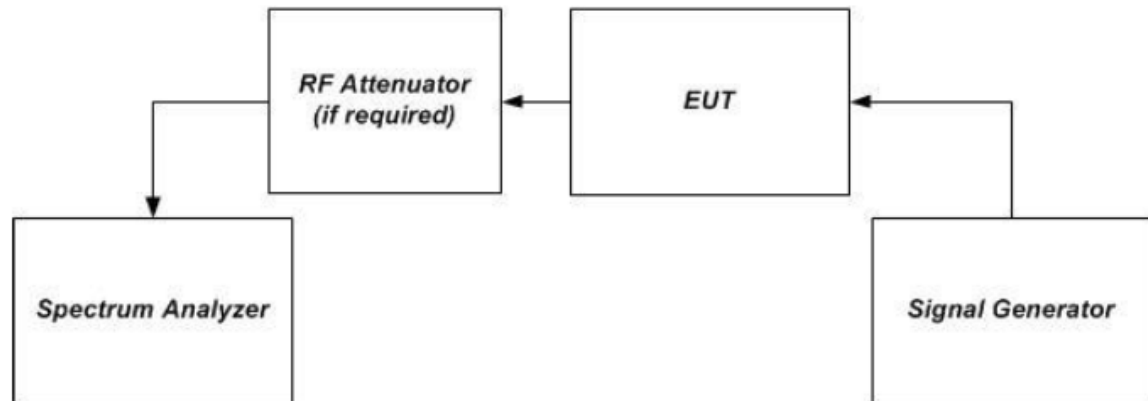 RF Attenuator
(if required)
EUT
Spectrum Analyzer
Signal Generator